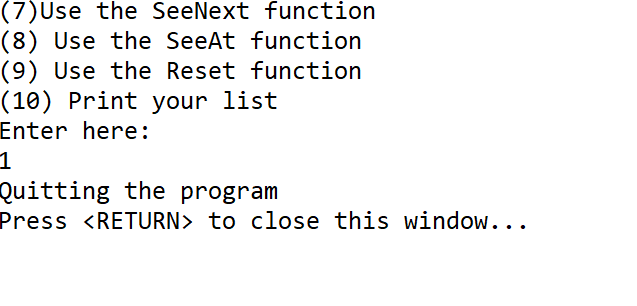 (7)Use the SeeNext function
(8) Use the SeeAt function
(9) Use the Reset function
(10) Print your list
Enter here:
1
Quitting the program
Press <RETURN> to close this window...